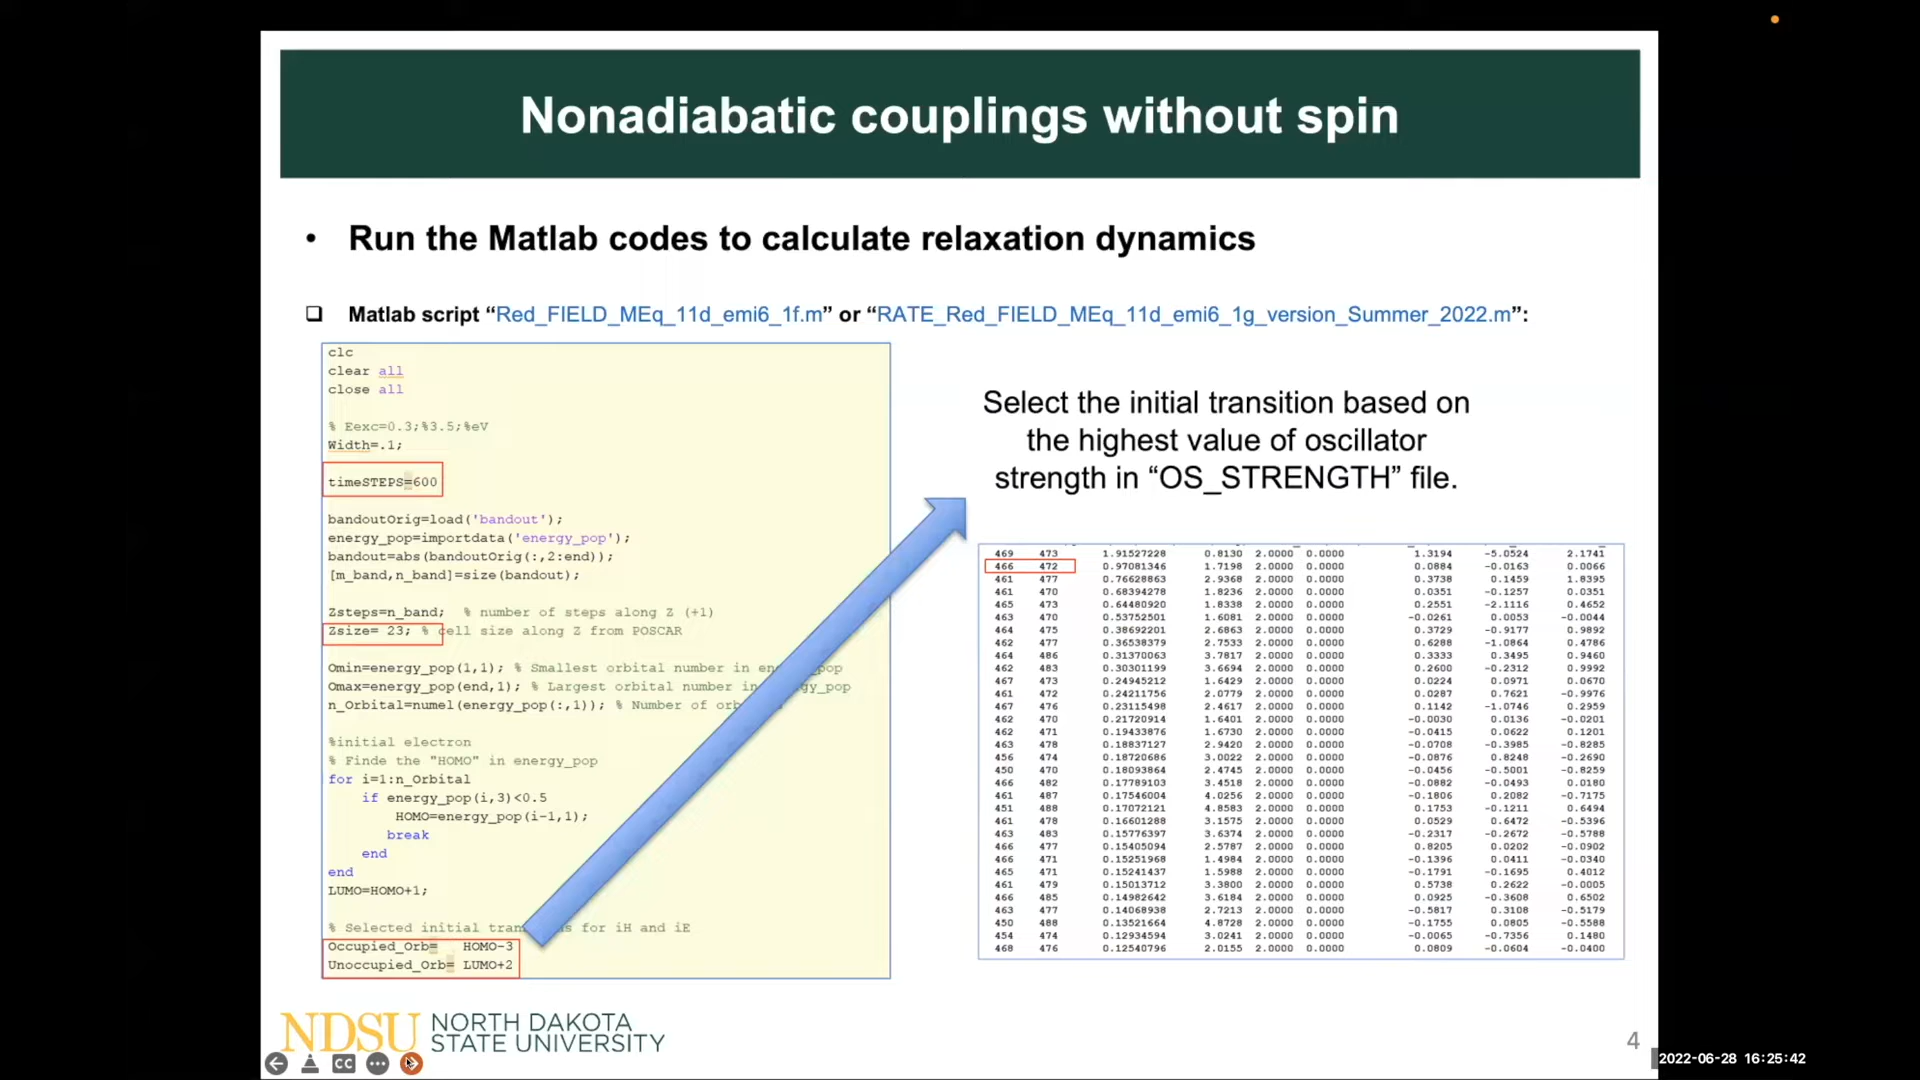 Nonadiabatic couplings without spin
• Run the Matlab codes to calculate relaxation dynamics
❑ Matlab script “Red_FIELD_MEq_11d_emi6_1f.m” or “RATE_Red_FIELD_MEq_11d_emi6_1g_version_Summer_2022.m”:
clc
clear all
close all
% Eexc=0.3;%3.5;%eV
Width=.1;
timeSTEPS=600
bandoutOrig=load('bandout');
energy_pop=importdata('energy_pop');
bandout=abs(bandoutOrig(:,2:end));
[m_band,n_band]=size(bandout);
Zsteps=n_band; % number of steps along Z (+1)
Zsize= 23; % cell size along Z from POSCAR
Omin=energy_pop(1,1); % Smallest orbital number in en pop
Omax=energy_pop(end,1); % Largest orbital number in gy_pop
n_Orbital=numel(energy_pop(:,1)); % Number of orb
%initial electron
% Finde the "HOMO" in energy_pop
for i=1:n_Orbital
if energy_pop(i,3)<0.5
HOMO=energy_pop(i-1,1);
break
end
end
LUMO=HOMO+1;
% Selected initial tran s for iH and iE
Occupied_Orb= HOMO-3
Unoccupied_Orb= LUMO+2
Select the initial transition based on
the highest value of oscillator
strength in “OS_STRENGTH” file.
469 473 1.91527228 0.8130 2.0000 0.0000 1.3194 -5.0524 2.1741
466 472 0.97081346 1.7198 2.0000 0.0000 0.0884 -0.0163 0.0066
461 477 0.76628863 2.9368 2.0000 0.0000 0.3738 0.1459 1.8395
461 470 0.68394278 1.8236 2.0000 0.0000 0.0351 -0.1257 0.0351
465 473 0.64480920 1.8338 2.0000 0.0000 0.2551 -2.1116 0.4652
463 470 0.53752501 1.6081 2.0000 0.0000 -0.0261 0.0053 -0.0044
464 475 0.38692201 2.6863 2.0000 0.0000 0.3729 -0.9177 0.9892
462 477 0.36538379 2.7533 2.0000 0.0000 0.6288 -1.0864 0.4786
464 486 0.31370063 3.7817 2.0000 0.0000 0.3333 0.3495 0.9460
462 483 0.30301199 3.6694 2.0000 0.0000 0.2600 -0.2312 0.9992
467 473 0.24945212 1.6429 2.0000 0.0000 0.0224 0.0971 0.0670
461 472 0.24211756 2.0779 2.0000 0.0000 0.0287 0.7621 -0.9976
467 476 0.23115498 2.4617 2.0000 0.0000 0.1142 -1.0746 0.2959
462 470 0.21720914 1.6401 2.0000 0.0000 -0.0030 0.0136 -0.0201
462 471 0.19433876 1.6730 2.0000 0.0000 -0.0415 0.0622 0.1201
463 478 0.18837127 2.9420 2.0000 0.0000 -0.0708 -0.3985 -0.8285
456 474 0.18720686 3.0022 2.0000 0.0000 -0.0876 0.8248 -0.2690
450 470 0.18093864 2.4745 2.0000 0.0000 -0.0456 -0.5001 -0.8259
466 482 0.17789103 3.4518 2.0000 0.0000 -0.0882 -0.0493 0.0180
461 487 0.17546004 4.0256 2.0000 0.0000 -0.1806 0.2082 -0.7175
451 488 0.17072121 4.8583 2.0000 0.0000 0.1753 -0.1211 0.6494
461 478 0.16601288 3.1575 2.0000 0.0000 0.0529 0.6472 -0.5396
463 483 0.15776397 3.6374 2.0000 0.0000 -0.2317 -0.2672 -0.5788
466 477 0.15405094 2.5787 2.0000 0.0000 0.8205 0.0202 -0.0902
466 471 0.15251968 1.4984 2.0000 0.0000 -0.1396 0.0411 -0.0340
465 471 0.15241437 1.5988 2.0000 0.0000 -0.1791 -0.1695 0.4012
461 479 0.15013712 3.3800 2.0000 0.0000 0.5738 0.2622 -0.0005
466 485 0.14982642 3.6184 2.0000 0.0000 0.0925 -0.3608 0.6502
463 477 0.14068938 2.7213 2.0000 0.0000 -0.5817 0.3108 -0.5179
450 488 0.13521664 4.8728 2.0000 0.0000 -0.1755 0.0805 -0.5588
454 474 0.12934594 3.0241 2.0000 0.0000 -0.0065 -0.7356 0.1480
468 476 0.12540796 2.0155 2.0000 0.0000 0.0809 -0.0604 -0.0400
NDSU NORTH DAKOTA
STATE UNIVERSITY
4
CC
2022-06-28 16:25:42